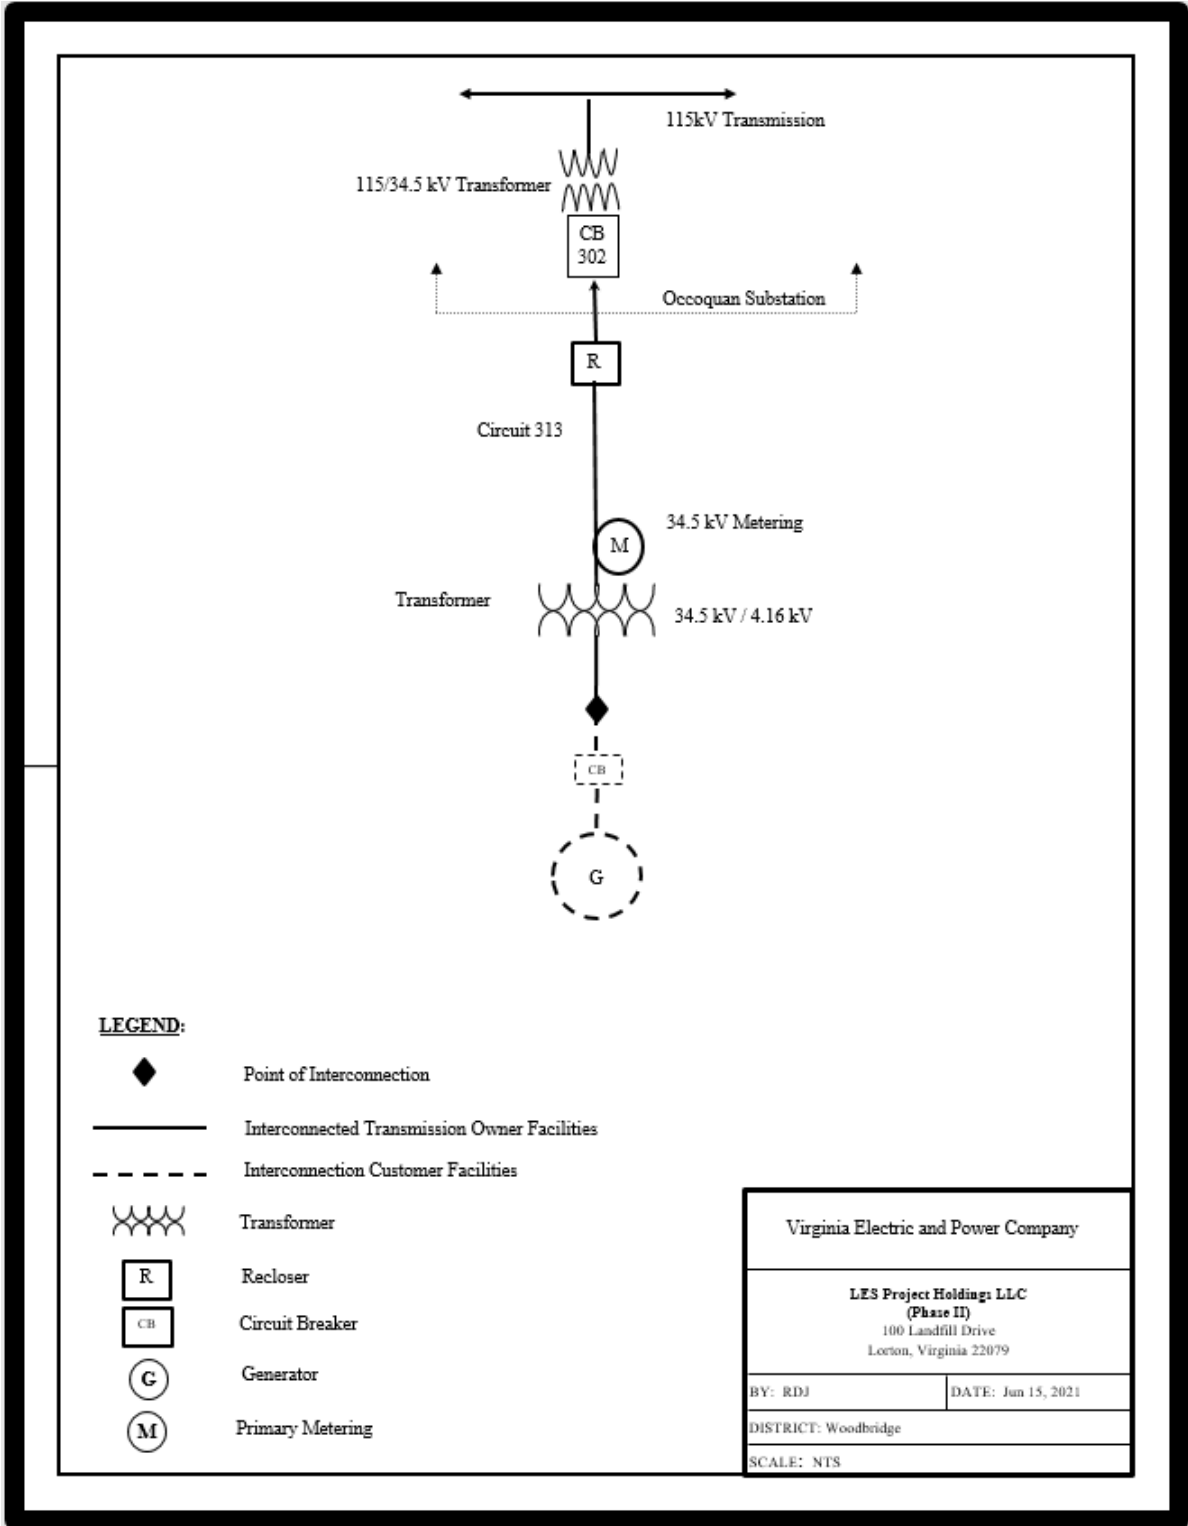 115kV Transmission
115/34.5 kV Transformer
CB
302
Occoquan Substation
R
Circuit 313
34.5 kV Metering
M
Transformer
34.5 kV / 4.16 kV
CB
G
LEGEND:
Point of Interconnection
Interconnected Transmission Owner Facilities
Interconnection Customer Facilities
Transformer
R
Recloser
CB
Circuit Breaker
G
Generator
M
Primary Metering
Virginia Electric and Power Company
LES Project Holdings LLC
(Phase II)
100 Landfill Drive
Lorton, Virginia 22079
BY: RDJ
DATE: Jun 15, 2021
DISTRICT: Woodbridge
SCALE: NTS